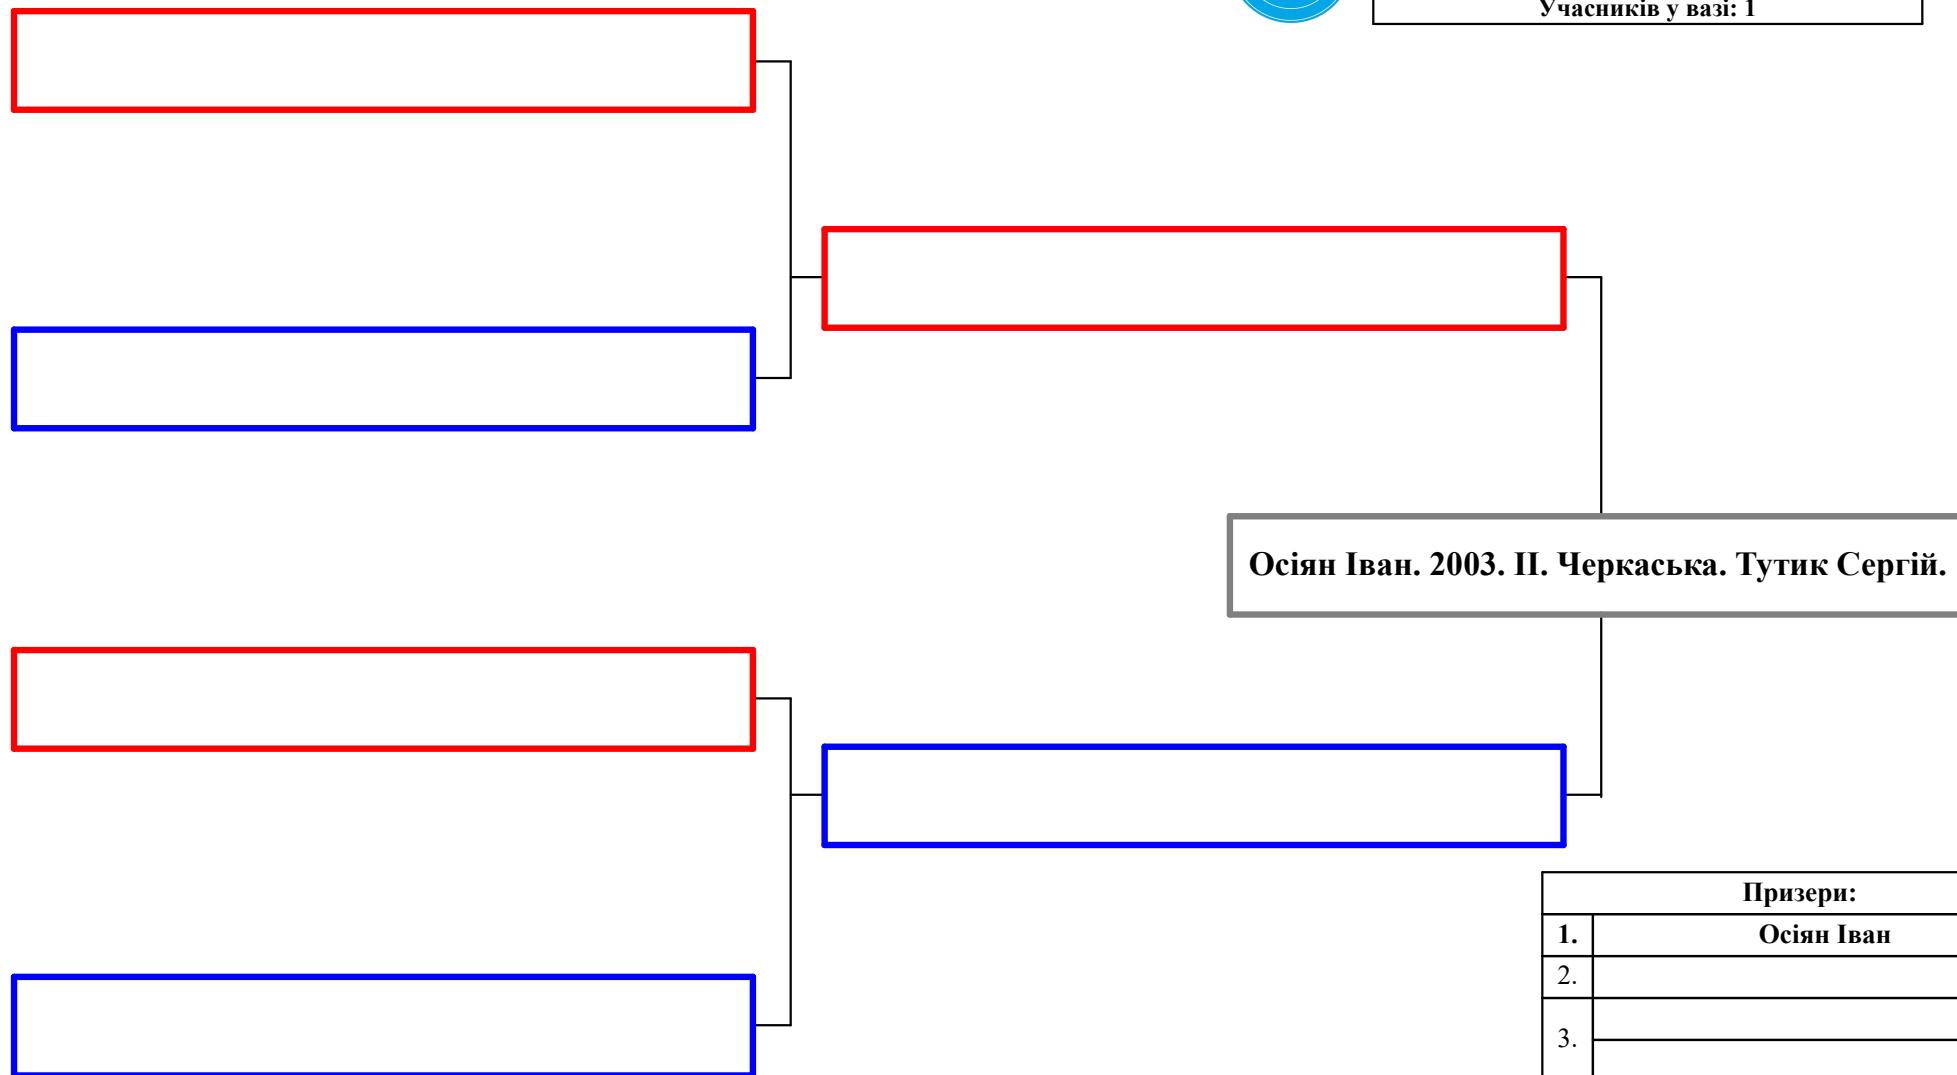 Учасників у вазі: 1
Осіян Іван. 2003. ІІ. Черкаська. Тутик Сергій.
Призери:
1. Осіян Іван
2.
3.